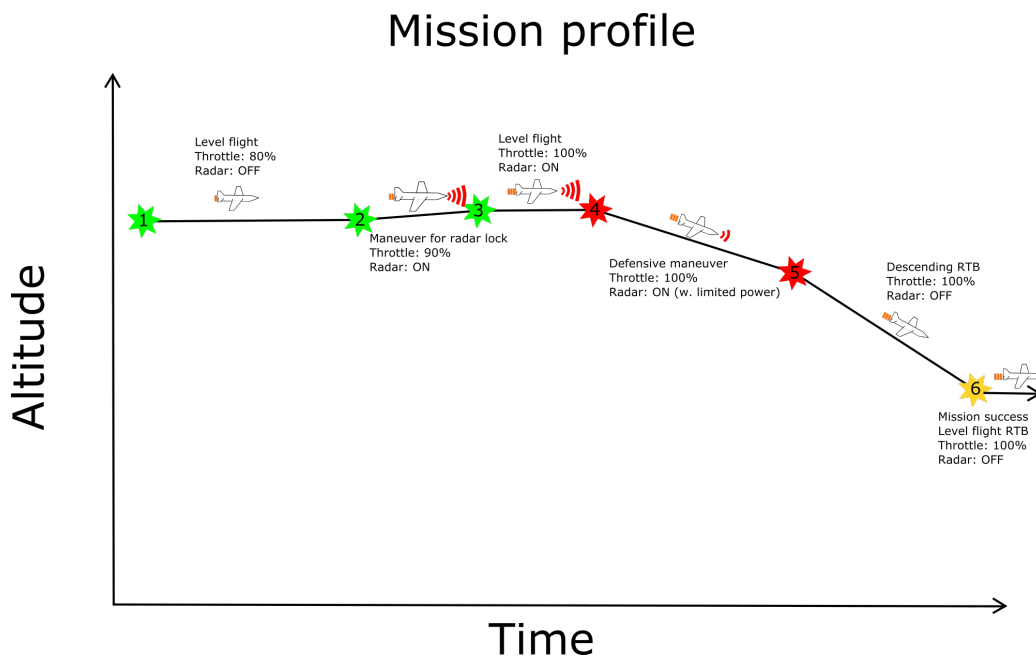 Mission profile
Level flight
Throttle: 80%
Radar: OFF
Level flight
Throttle: 100%
Radar: ON
1
2
3
4
Maneuver for radar lock
Throttle: 90%
Radar: ON
Defensive maneuver
Throttle: 100%
Radar: ON (w. limited power)
5
Descending RTB
Throttle: 100%
Radar: OFF
6
Mission success
Level flight RTB
Throttle: 100%
Radar: OFF
Altitude
Time